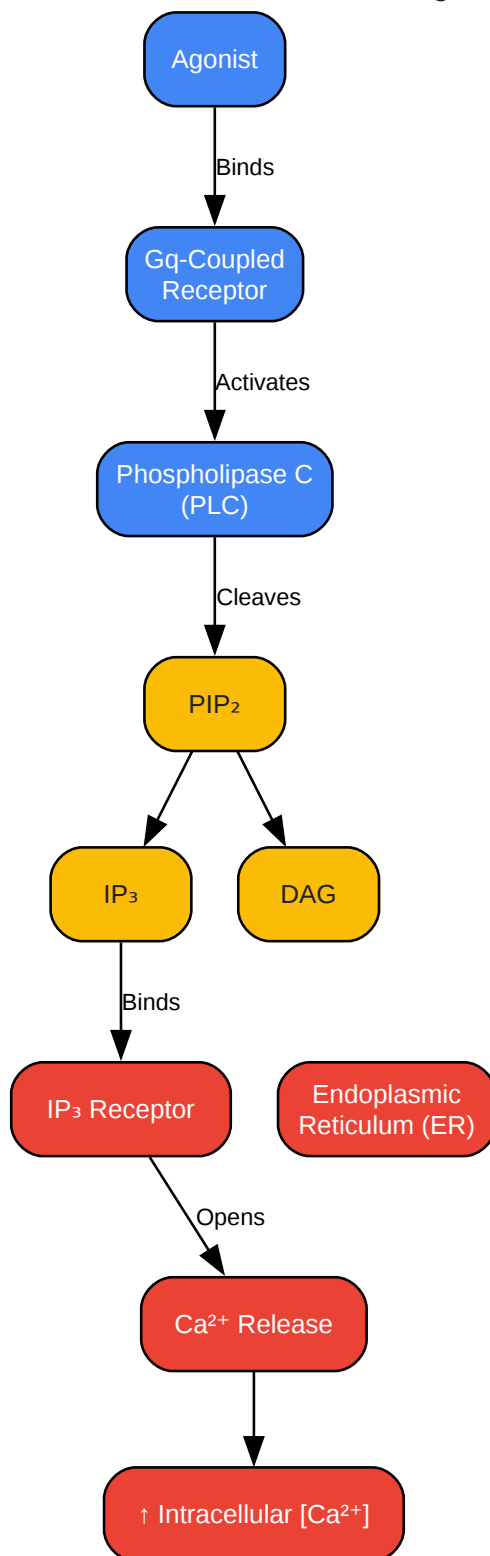 Agonist
Binds
Gq-Coupled
Receptor
Activates
Phospholipase C
(PLC)
Cleaves
PIP₂
IP₃
DAG
Binds
IP₃ Receptor
Endoplasmic
Reticulum (ER)
Opens
Ca²⁺ Release
↑ Intracellular [Ca²⁺]